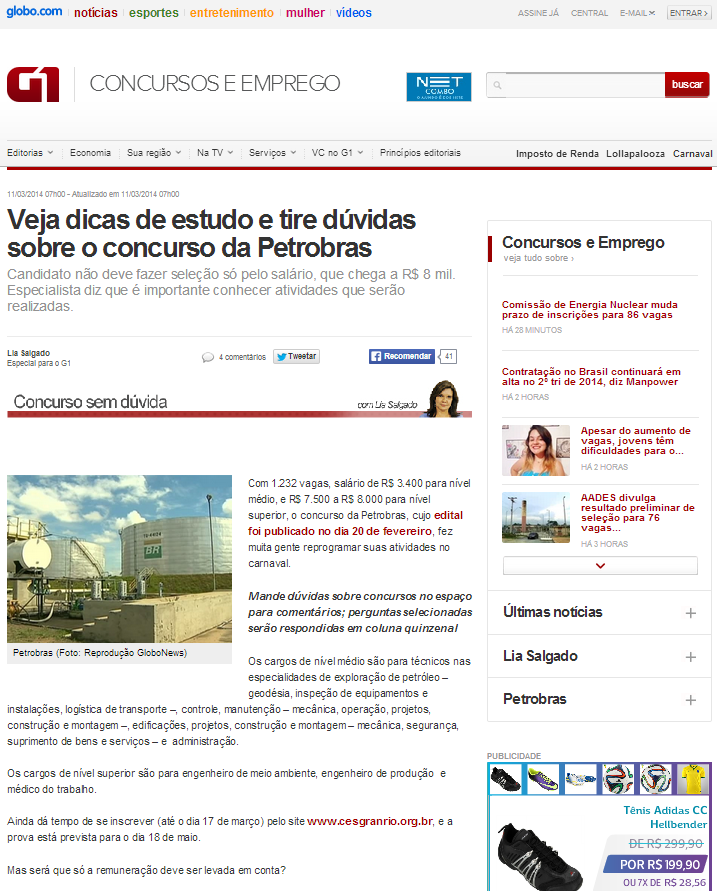 globo.com notícias esportes entretenimento mulher vídeos ASSINE JÁ CENTRAL E-MAIL ENTRAR ›
G1 CONCURSOS E EMPREGO NET COMBO buscar
Editorias Economia Sua região Na TV Serviços VC no G1 Princípios editoriais Imposto de Renda Lollapalooza Carnaval
11/03/2014 07h00 - Atualizado em 11/03/2014 07h00
Veja dicas de estudo e tire dúvidas
sobre o concurso da Petrobras
Candidato não deve fazer seleção só pelo salário, que chega a R$ 8 mil.
Especialista diz que é importante conhecer atividades que serão
realizadas.
Lia Salgado
Especial para o G1
4 comentários Tweetar Recomendar 41
Concurso sem dúvida com Lia Salgado
BR
Petrobras (Foto: Reprodução GloboNews)
Com 1.232 vagas, salário de R$ 3.400 para nível
médio, e R$ 7.500 a R$ 8.000 para nível
superior, o concurso da Petrobras, cujo edital
foi publicado no dia 20 de fevereiro, fez
muita gente reprogramar suas atividades no
carnaval.
Mande dúvidas sobre concursos no espaço
para comentários; perguntas selecionadas
serão respondidas em coluna quinzenal
Os cargos de nível médio são para técnicos nas
especialidades de exploração de petróleo –
geodésia, inspeção de equipamentos e
instalações, logística de transporte –, controle, manutenção – mecânica, operação, projetos,
construção e montagem –, edificações, projetos, construção e montagem – mecânica, segurança,
suprimento de bens e serviços – e administração.
Os cargos de nível superior são para engenheiro de meio ambiente, engenheiro de produção e
médico do trabalho.
Ainda dá tempo de se inscrever (até o dia 17 de março) pelo site www.cesgranrio.org.br, e a
prova está prevista para o dia 18 de maio.
Mas será que só a remuneração deve ser levada em conta?
Concursos e Emprego
veja tudo sobre ›
Comissão de Energia Nuclear muda
prazo de inscrições para 86 vagas
HÁ 28 MINUTOS
Contratação no Brasil continuará em
alta no 2º tri de 2014, diz Manpower
HÁ 2 HORAS
Apesar do aumento de
vagas, jovens têm
dificuldades para o...
HÁ 2 HORAS
AADES divulga
resultado preliminar de
seleção para 76
vagas...
HÁ 3 HORAS
Últimas notícias +
Lia Salgado +
Petrobras +
PUBLICIDADE
Tênis Adidas CC
Hellbender
DE R$ 299,90
POR R$ 199,90
OU 7X DE R$ 28,56